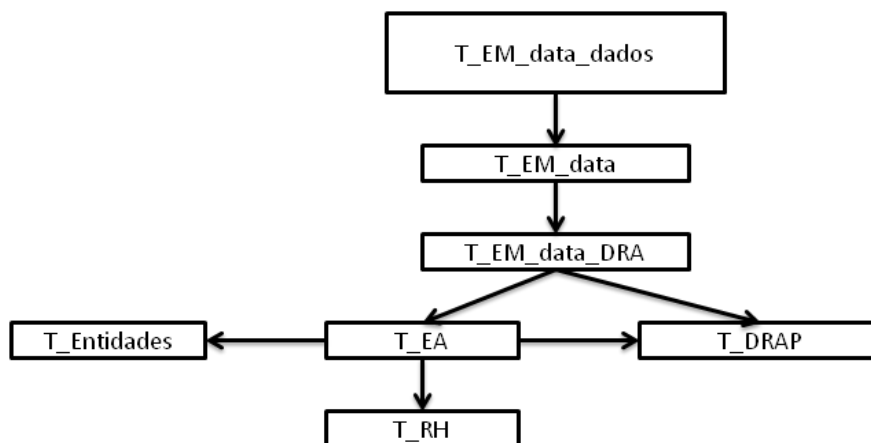 T_EM_data_dados
T_EM_data
T_EM_data_DRA
T_Entidades
T_EA
T_DRAP
T_RH